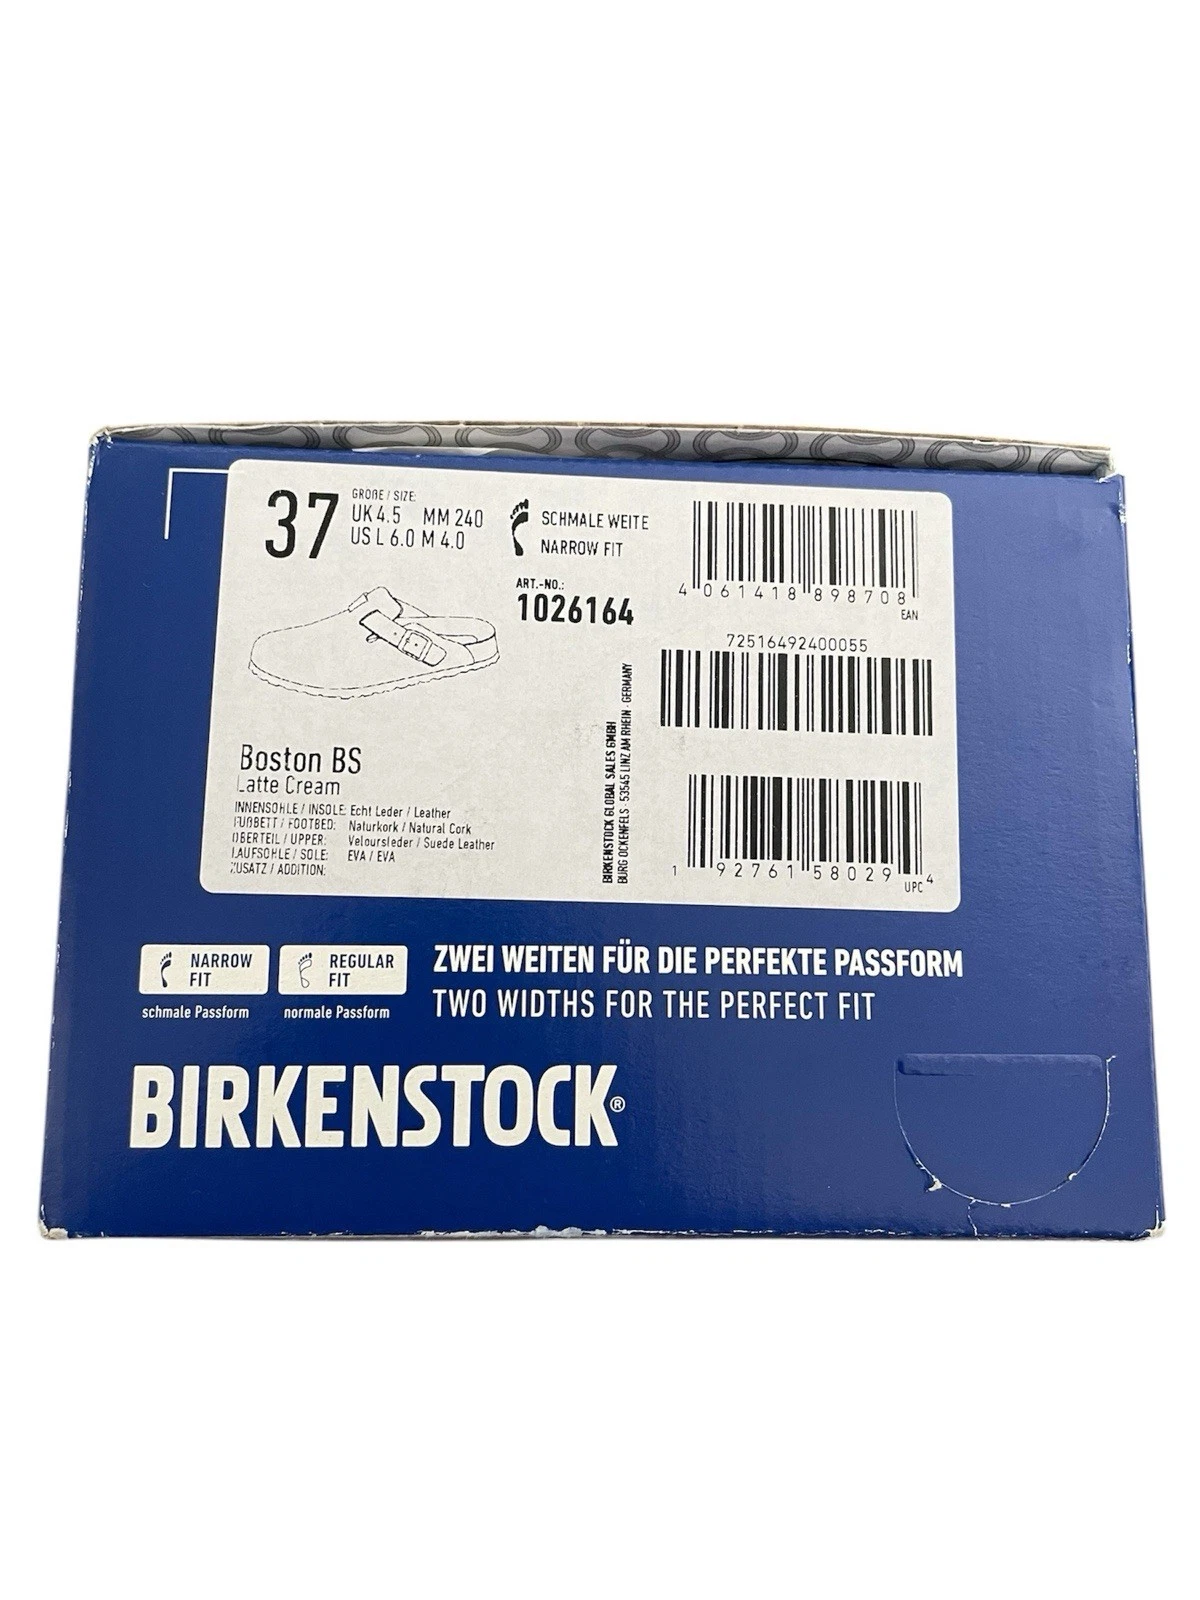 37
GRÖßE / SIZE:
UK 4.5 MM 240
US L 6.0 M 4.0
SCHMALE WEITE
NARROW FIT
ART.-NO.:
1026164
4 061418 898708
EAN
72516492400055
1 92761 58029 4
UPC
BIRKENSTOCK GLOBAL SALES GMBH
BURG OCKENFELS · 53545 LINZ AM RHEIN · GERMANY
Boston BS
Latte Cream
INNENSOHLE / INSOLE: Echt Leder / Leather
FUßBETT / FOOTBED: Naturkork / Natural Cork
OBERTEIL / UPPER: Veloursleder / Suede Leather
LAUFSOHLE / SOLE: EVA / EVA
ZUSATZ / ADDITION:
NARROW
FIT
schmale Passform
REGULAR
FIT
normale Passform
ZWEI WEITEN FÜR DIE PERFEKTE PASSFORM
TWO WIDTHS FOR THE PERFECT FIT
BIRKENSTOCK®